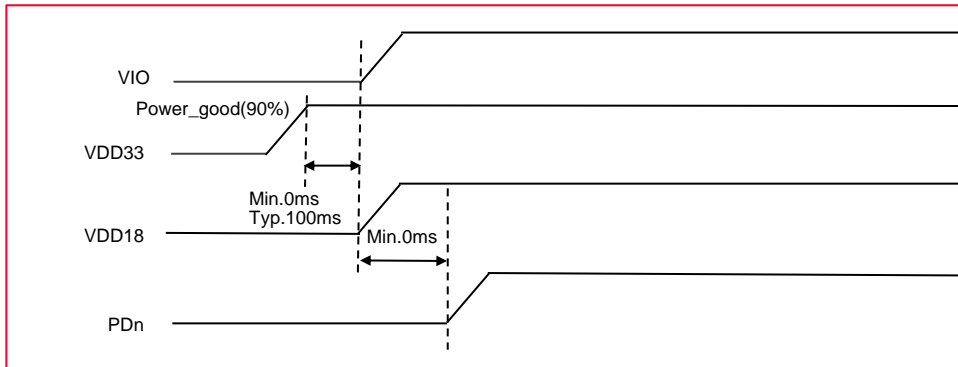 VIO
Power_good(90%)
VDD33
Min.0ms
Typ.100ms
VDD18
Min.0ms
PDn